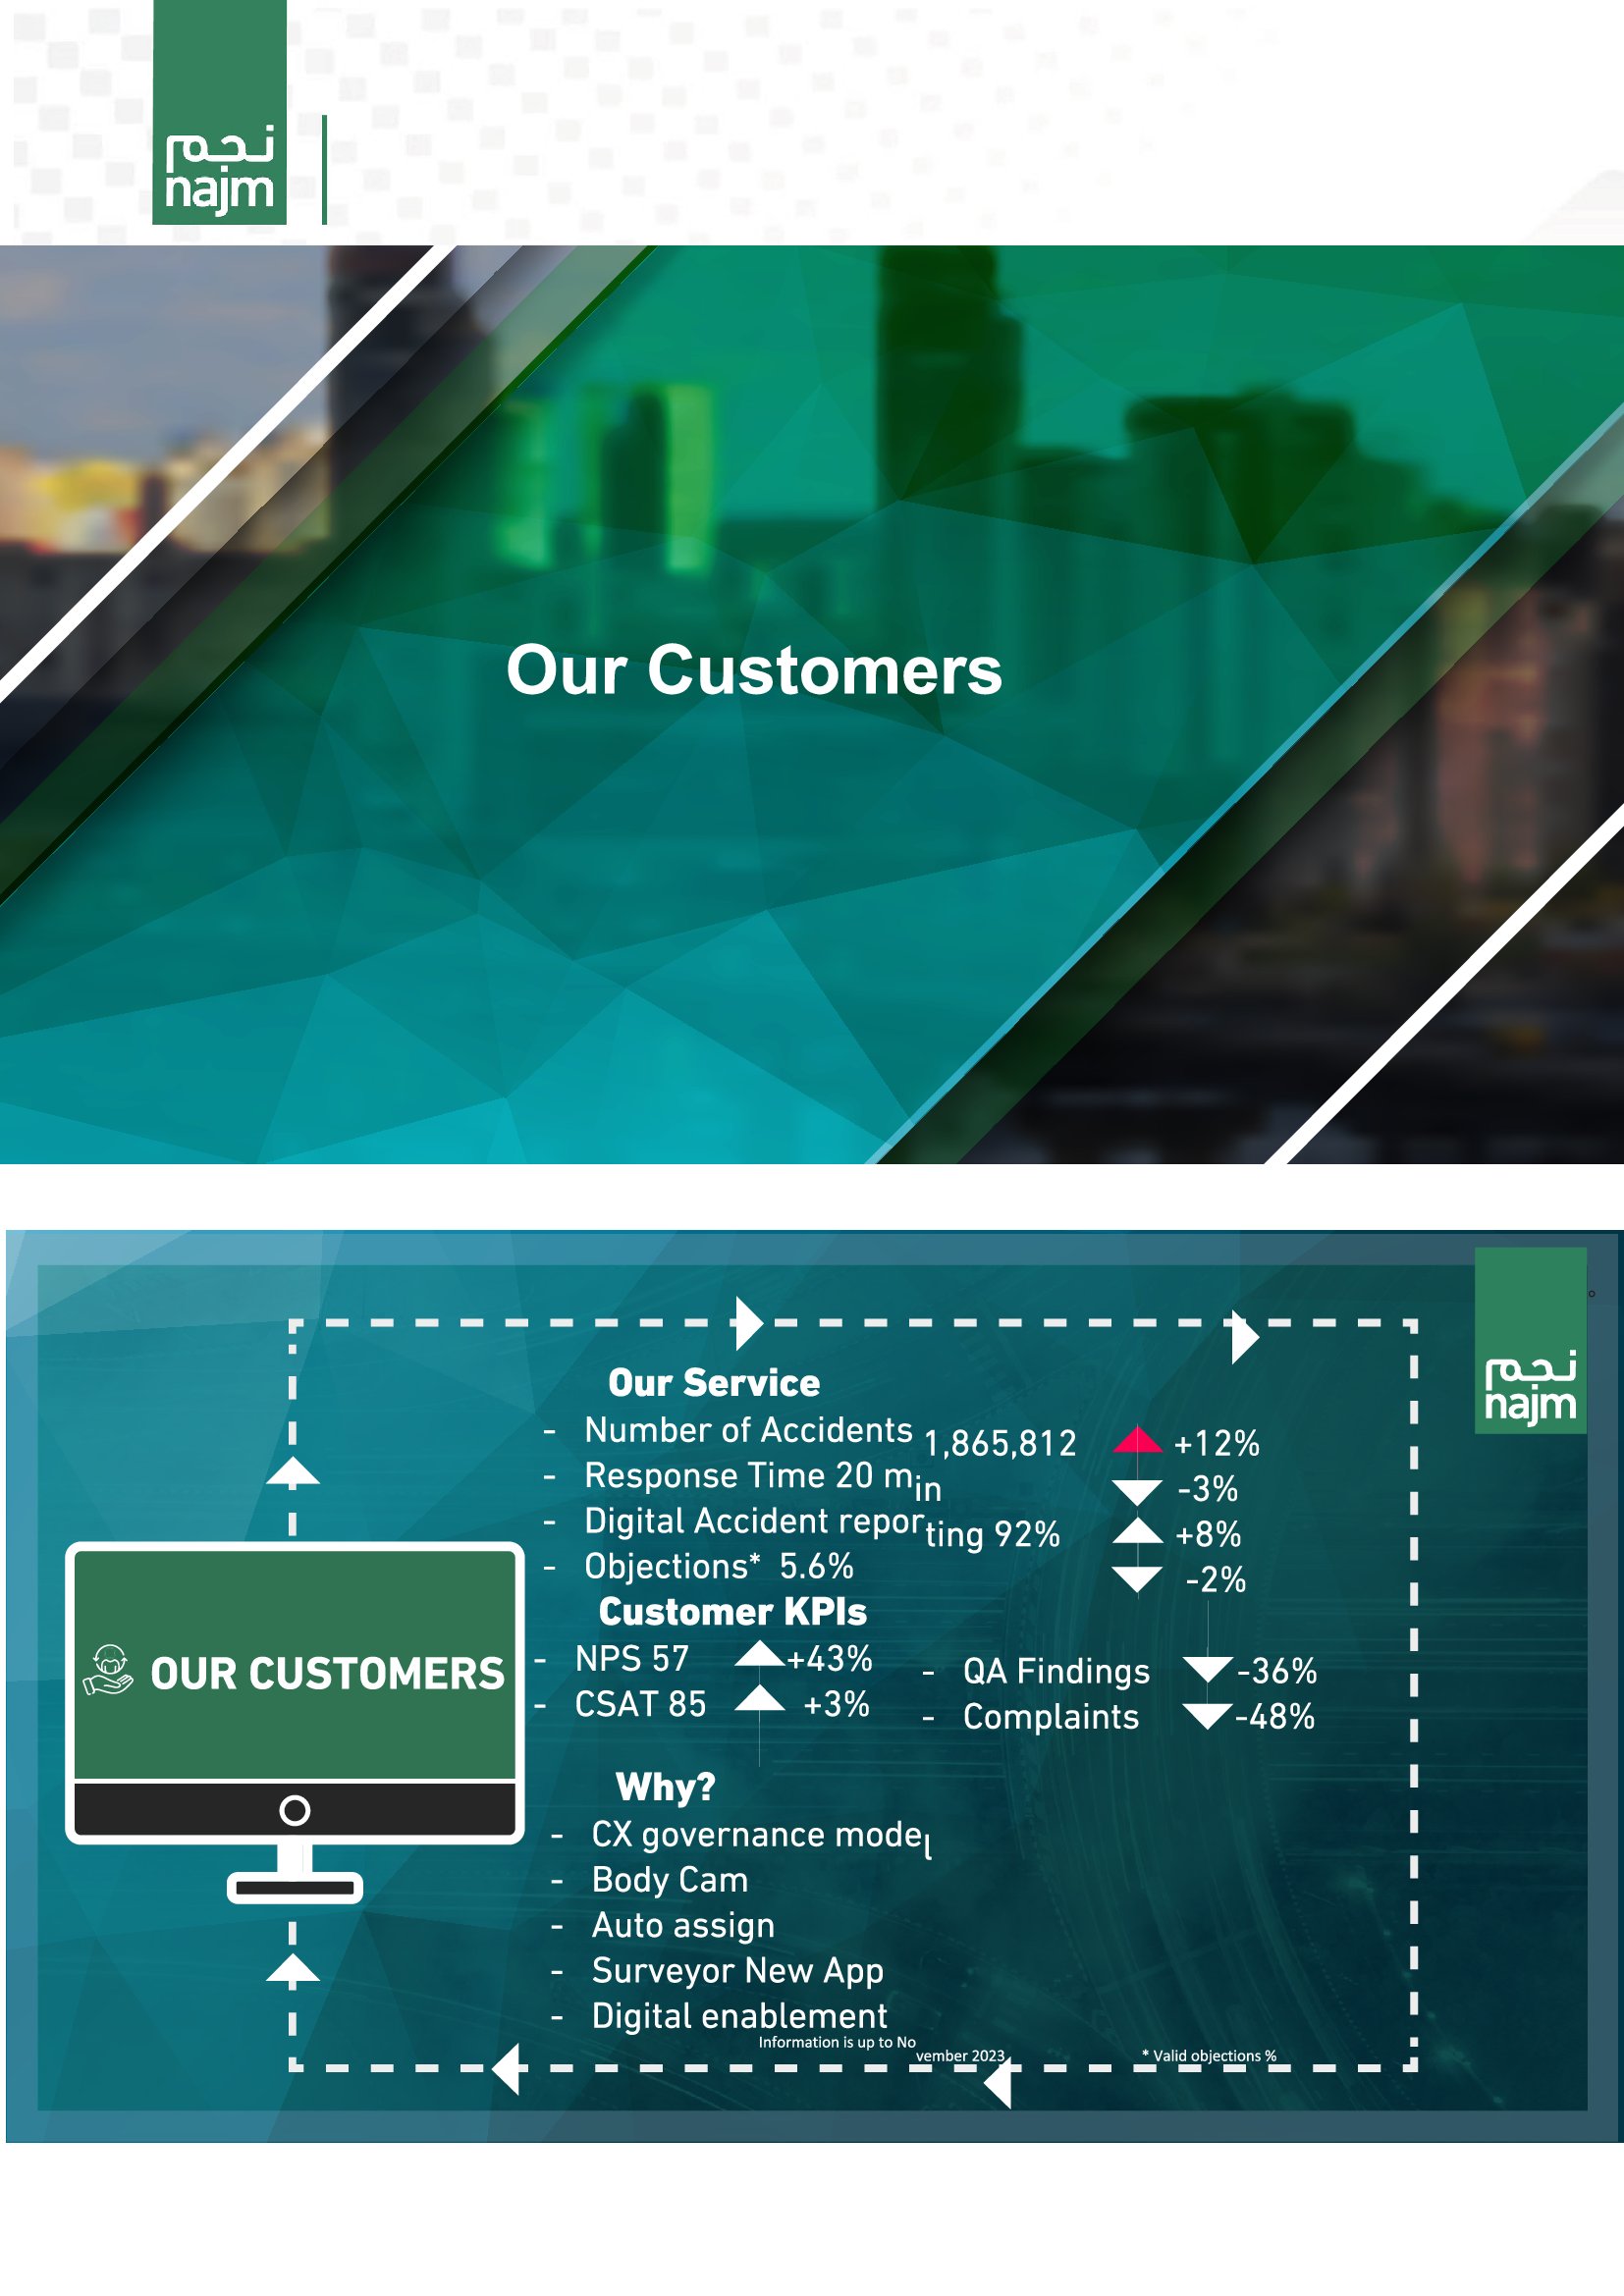 نجم
najm
Our Customers
نجم
najm
Our Service
- Number of Accidents 1,865,812 +12%
- Response Time 20 min -3%
- Digital Accident reporting 92% +8%
- Objections* 5.6% -2%
Customer KPIs
- NPS 57 +43% - QA Findings -36%
- CSAT 85 +3% - Complaints -48%
OUR CUSTOMERS
Why?
- CX governance model
- Body Cam
- Auto assign
- Surveyor New App
- Digital enablement
Information is up to November 2023 * Valid objections %